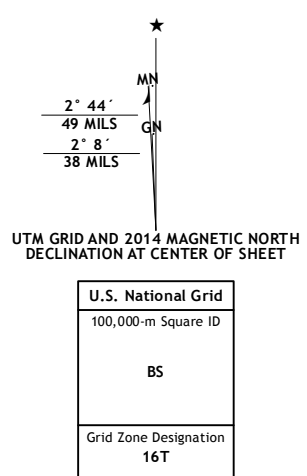 ★
MN
2° 44´
49 MILS
GN
2° 8´
38 MILS
UTM GRID AND 2014 MAGNETIC NORTH
DECLINATION AT CENTER OF SHEET
U.S. National Grid
100,000-m Square ID
BS
Grid Zone Designation
16T